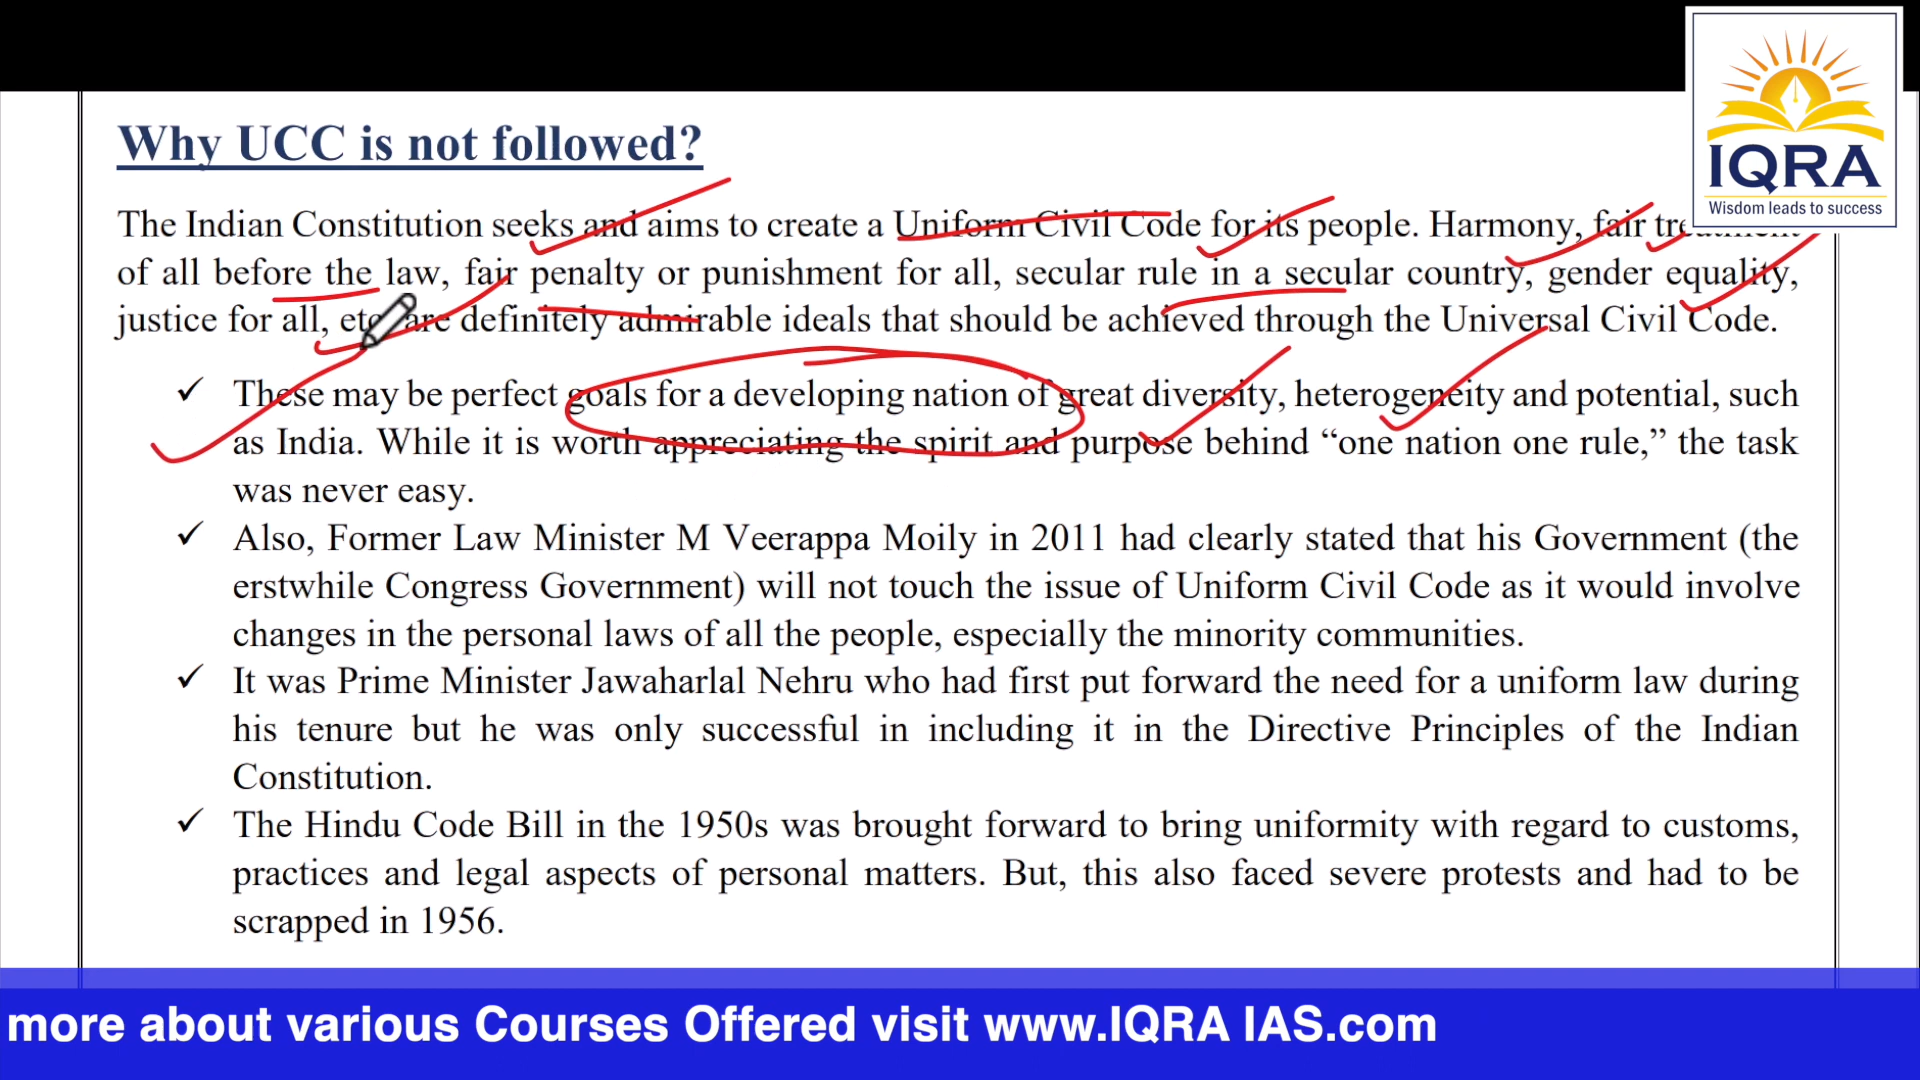 Why UCC is not followed?
IQRA
Wisdom leads to success
The Indian Constitution seeks and aims to create a Uniform Civil Code for its people. Harmony, fair
of all before the law, fair penalty or punishment for all, secular rule in a secular country, gender equality,
justice for all, etc are definitely admirable ideals that should be achieved through the Universal Civil Code.
✓ These may be perfect goals for a developing nation of great diversity, heterogeneity and potential, such
as India. While it is worth appreciating the spirit and purpose behind “one nation one rule,” the task
was never easy.
✓ Also, Former Law Minister M Veerappa Moily in 2011 had clearly stated that his Government (the
erstwhile Congress Government) will not touch the issue of Uniform Civil Code as it would involve
changes in the personal laws of all the people, especially the minority communities.
✓ It was Prime Minister Jawaharlal Nehru who had first put forward the need for a uniform law during
his tenure but he was only successful in including it in the Directive Principles of the Indian
Constitution.
✓ The Hindu Code Bill in the 1950s was brought forward to bring uniformity with regard to customs,
practices and legal aspects of personal matters. But, this also faced severe protests and had to be
scrapped in 1956.
more about various Courses Offered visit www.IQRA IAS.com